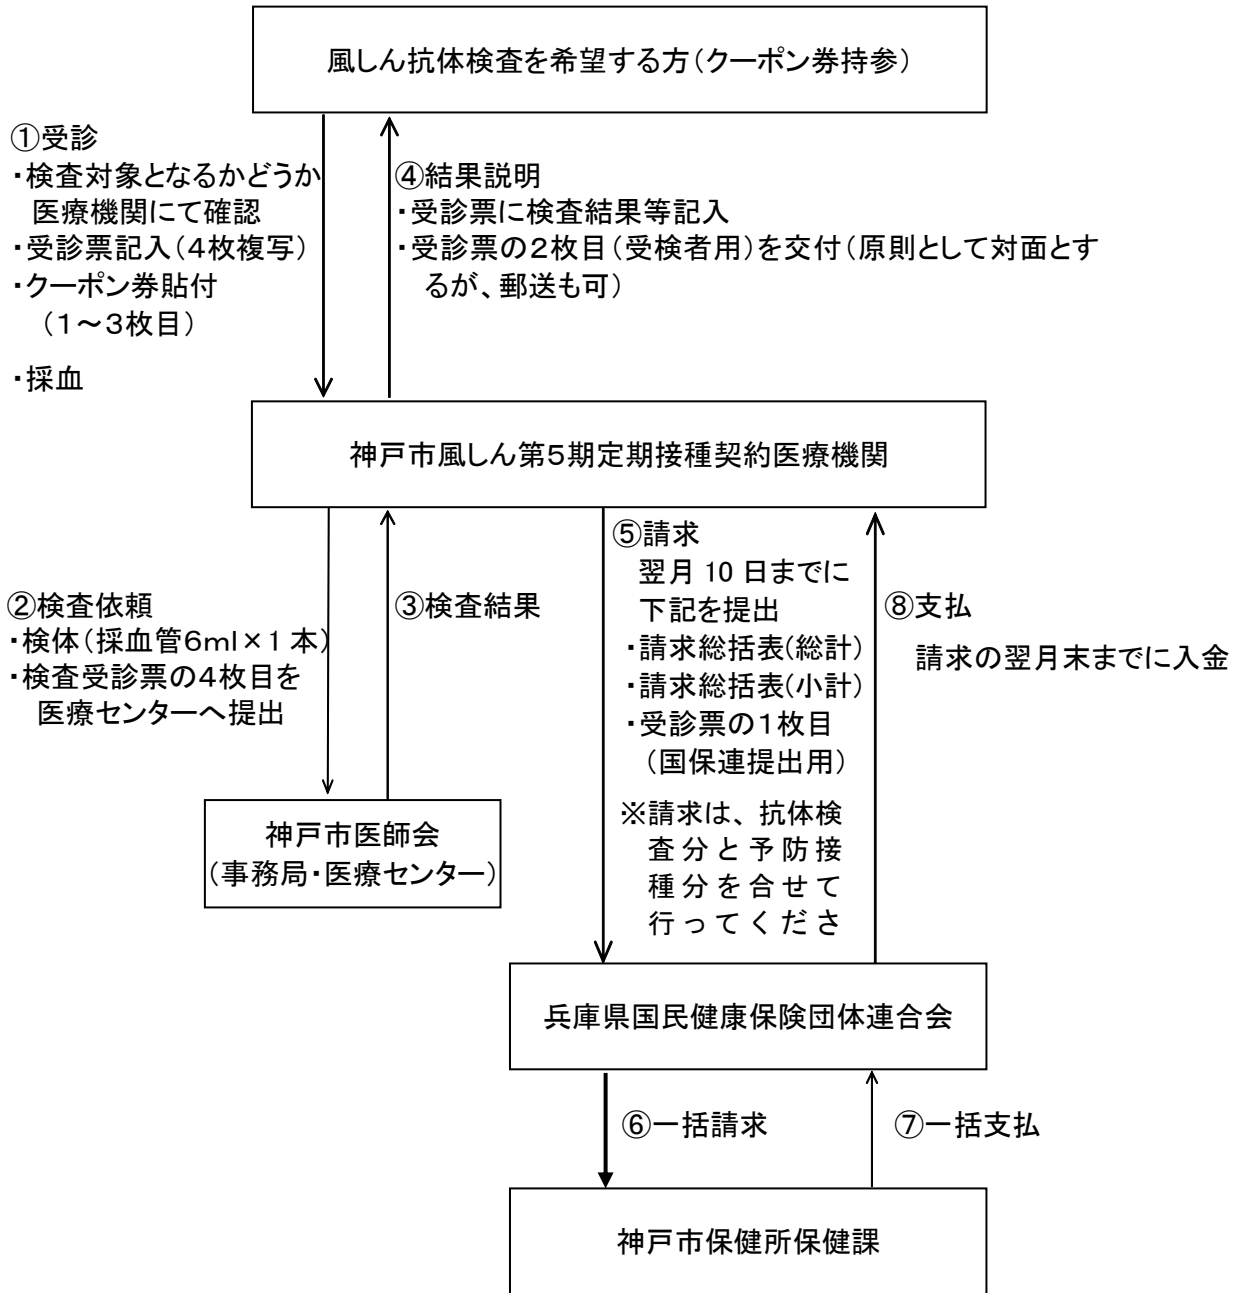 風しん抗体検査を希望する方（クーポン券持参）
①受診
・検査対象となるかどうか
医療機関にて確認
・受診票記入（４枚複写）
・クーポン券貼付
（１～３枚目）
・採血
④結果説明
・受診票に検査結果等記入
・受診票の２枚目（受検者用）を交付（原則として対面とす
るが、郵送も可）
神戸市風しん第５期定期接種契約医療機関
②検査依頼
・検体（採血管６ml×１本）
・検査受診票の４枚目を
医療センターへ提出
③検査結果
⑤請求
翌月 10 日までに
下記を提出
・請求総括表(総計)
・請求総括表(小計)
・受診票の１枚目
（国保連提出用）
※請求は、抗体検
査分と予防接
種分を合せて
行ってくださ
⑧支払
請求の翌月末までに入金
神戸市医師会
（事務局・医療センター）
兵庫県国民健康保険団体連合会
⑥一括請求
⑦一括支払
神戸市保健所保健課